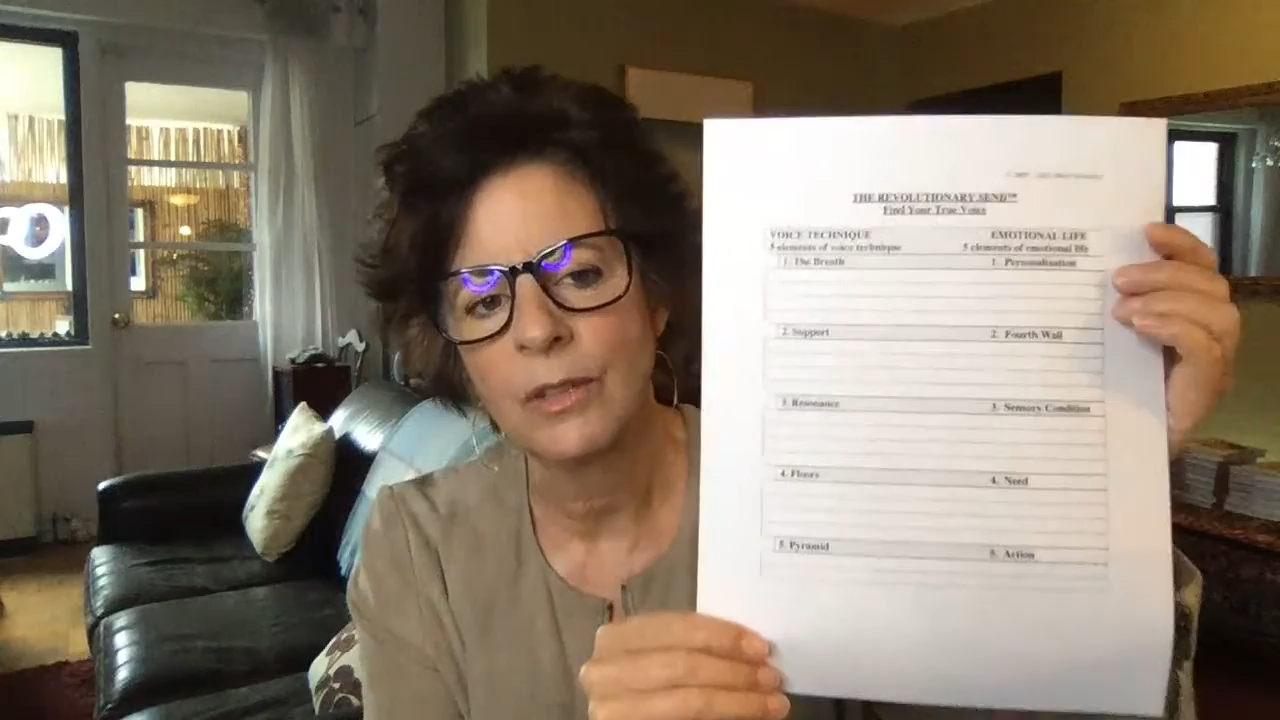 THE REVOLUTIONARY SEND™
Find Your True Voice
VOICE TECHNIQUE EMOTIONAL LIFE
5 elements of voice technique 5 elements of emotional life
1. The Breath 1. Personalization
2. Support 2. Fourth Wall
3. Resonance 3. Sensory Condition
4. Floors 4. Need
5. Pyramid 5. Action